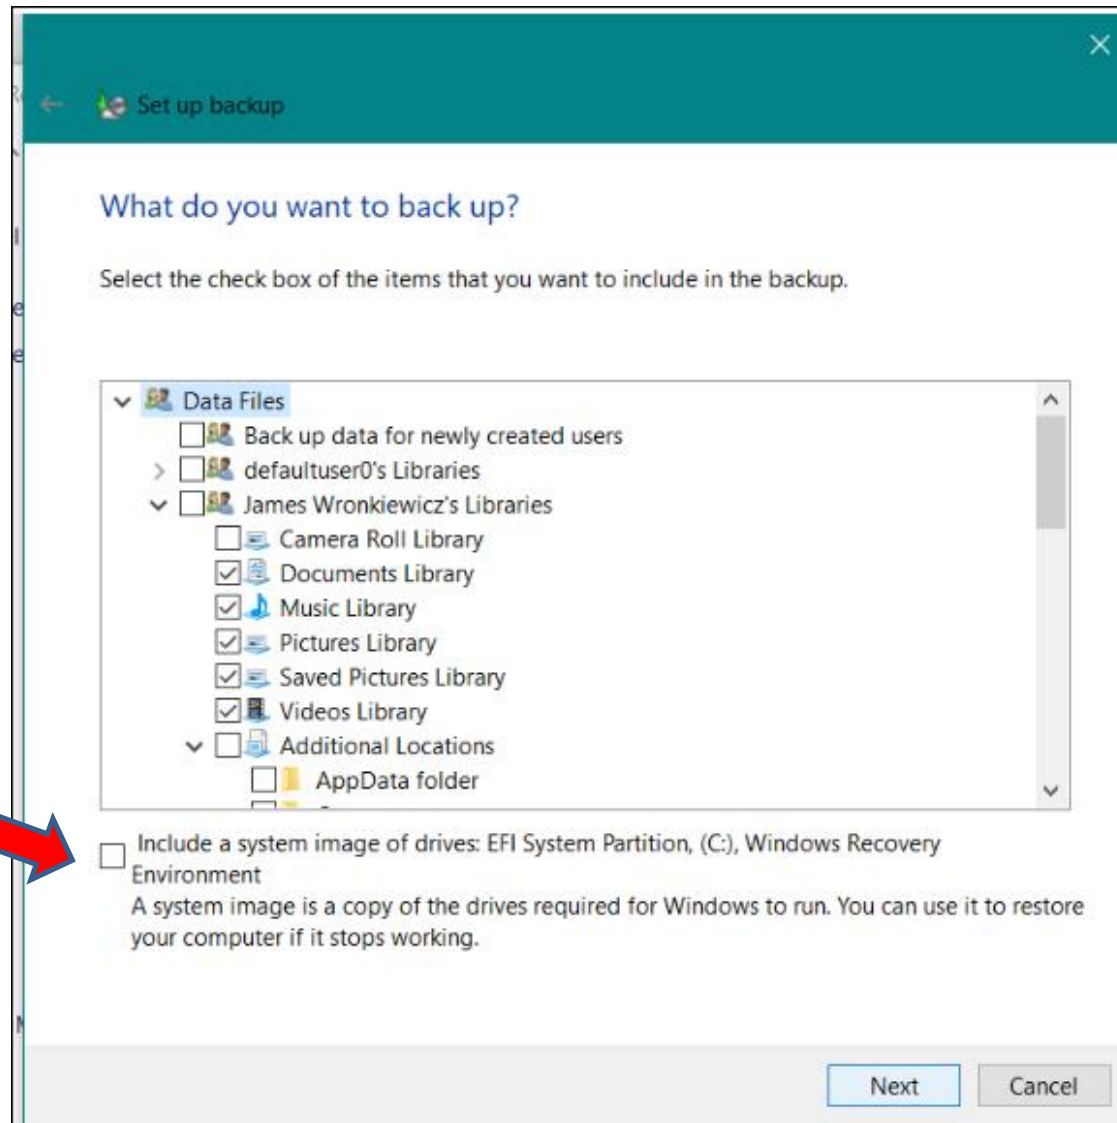 Set up backup
What do you want to back up?
Select the check box of the items that you want to include in the backup.
Data Files
Back up data for newly created users
defaultuser0's Libraries
James Wronkiewicz's Libraries
Camera Roll Library
Documents Library
Music Library
Pictures Library
Saved Pictures Library
Videos Library
Additional Locations
AppData folder
Include a system image of drives: EFI System Partition, (C:), Windows Recovery
Environment
A system image is a copy of the drives required for Windows to run. You can use it to restore
your computer if it stops working.
Next Cancel